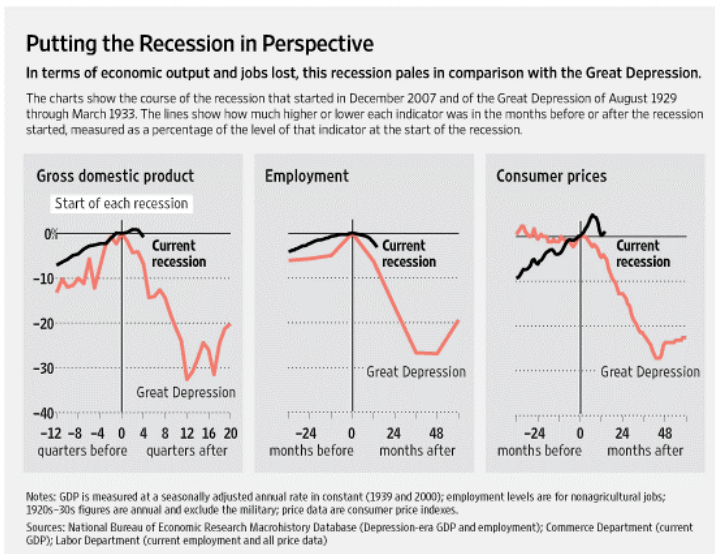 Putting the Recession in Perspective
In terms of economic output and jobs lost, this recession pales in comparison with the Great Depression.
The charts show the course of the recession that started in December 2007 and of the Great Depression of August 1929
through March 1933. The lines show how much higher or lower each indicator was in the months before or after the recession
started, measured as a percentage of the level of that indicator at the start of the recession.
Gross domestic product
Start of each recession
0%
-10
-20
-30
-40
Current
recession
Great Depression
-12 -8 -4 0 4 8 12 16 20
quarters before quarters after
Employment
Current
recession
Great Depression
-24 0 24 48
months before months after
Consumer prices
Current
recession
Great Depression
-24 0 24 48
months before months after
Notes: GDP is measured at a seasonally adjusted annual rate in constant (1939 and 2000); employment levels are for nonagricultural jobs;
1920s–30s figures are annual and exclude the military; price data are consumer price indexes.
Sources: National Bureau of Economic Research Macrohistory Database (Depression-era GDP and employment); Commerce Department (current
GDP); Labor Department (current employment and all price data)